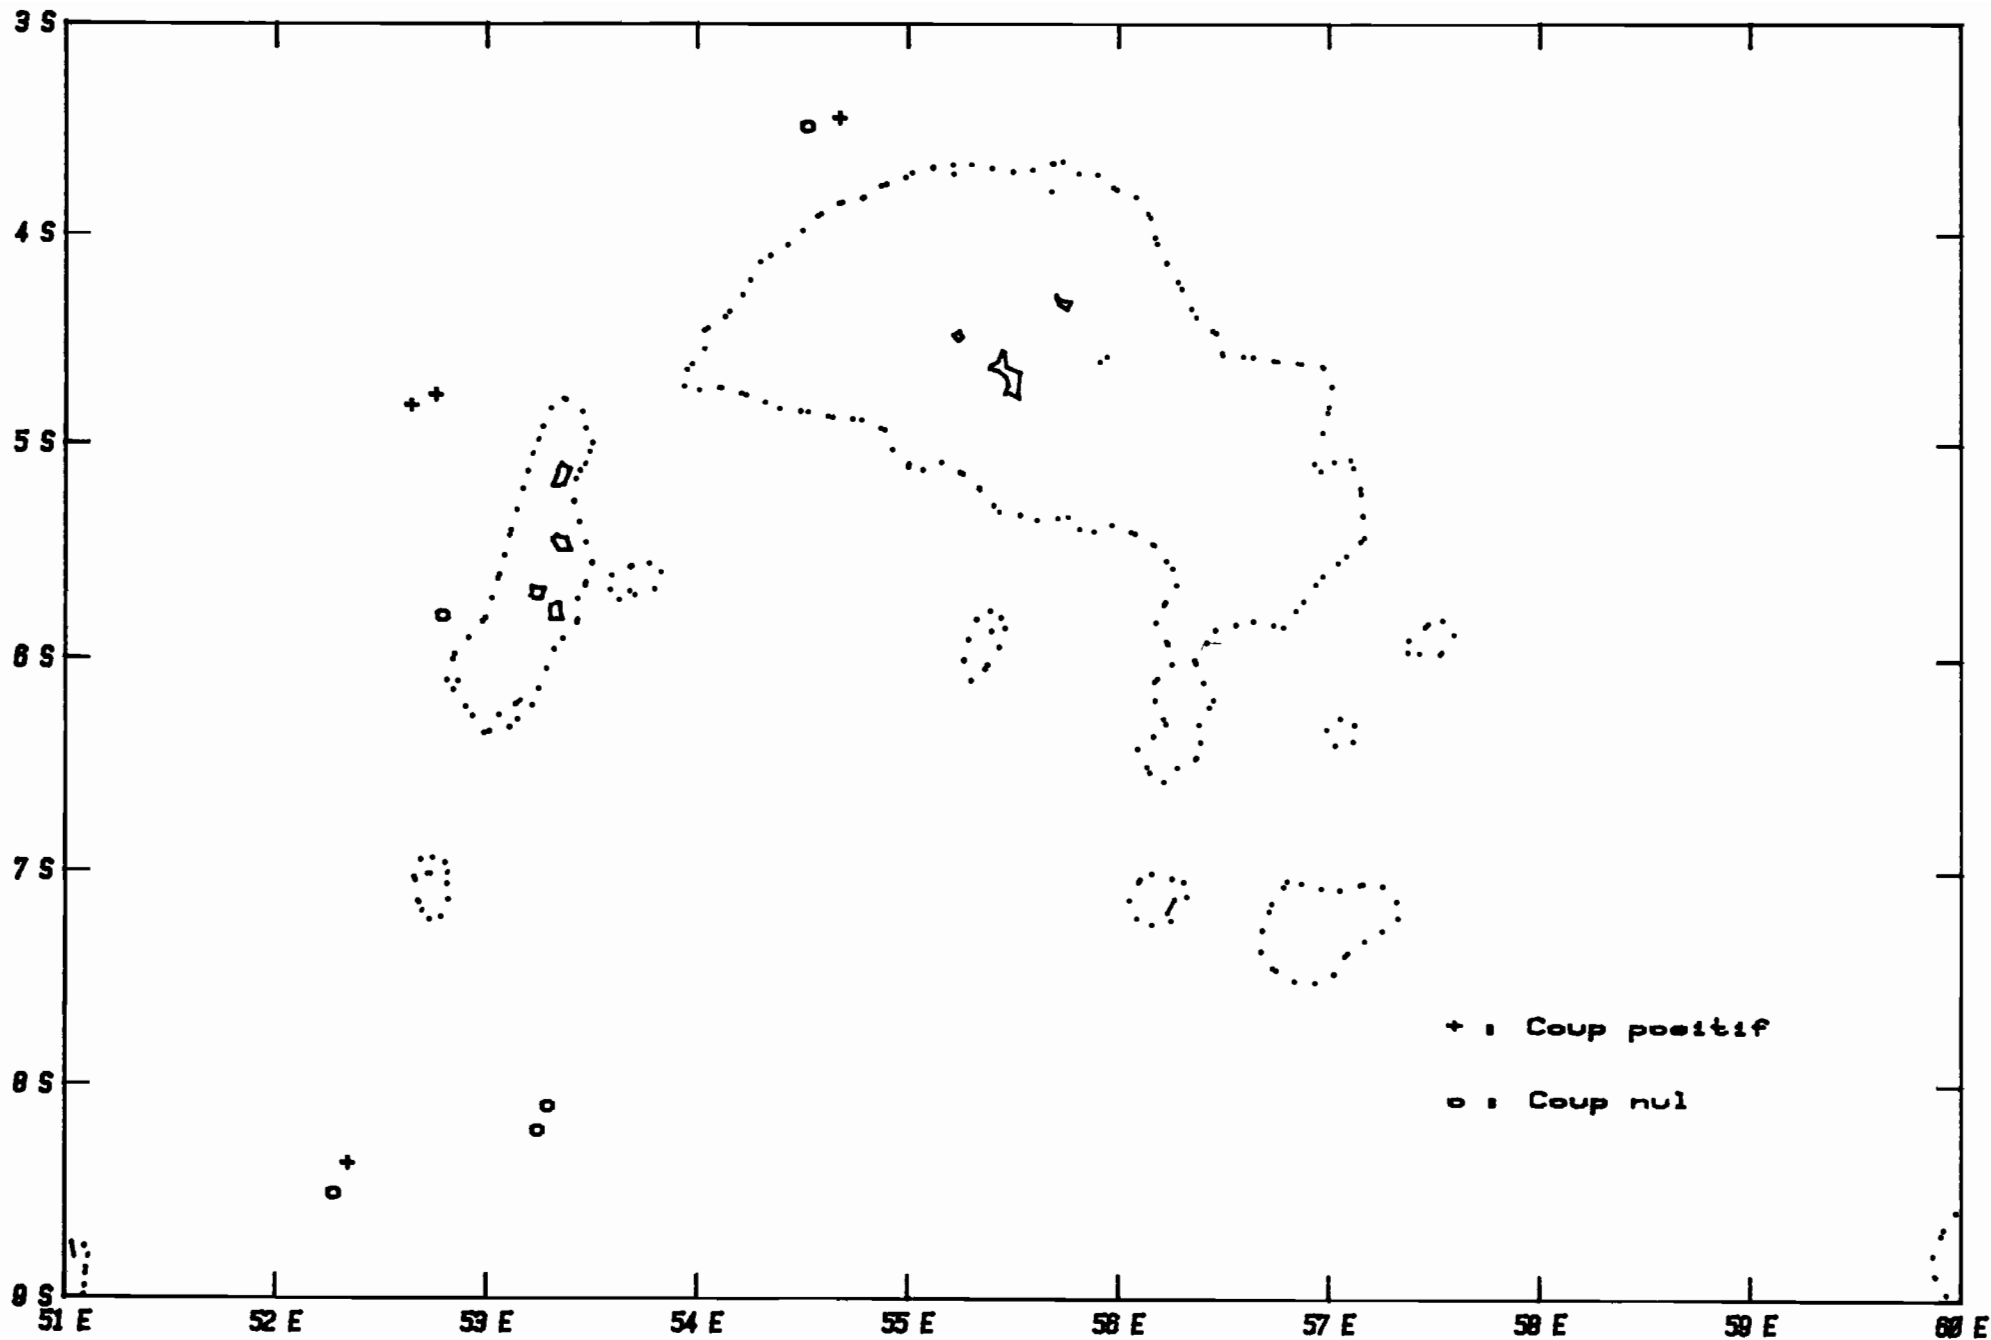 3 S
4 S
5 S
6 S
7 S
8 S
9 S
51 E 52 E 53 E 54 E 55 E 56 E 57 E 58 E 59 E 60 E
+ : Coup positif
o : Coup nul